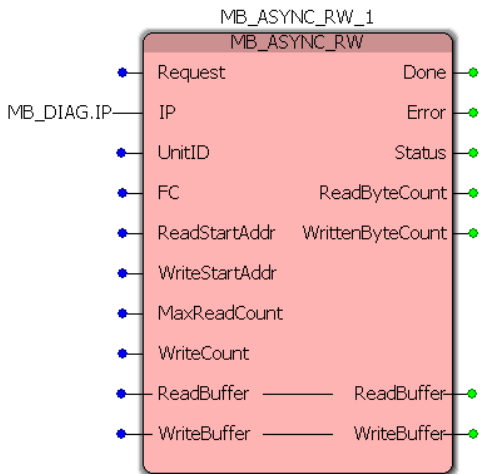 MB_ASYNC_RW_1
MB_ASYNC_RW
Request Done
MB_DIAG.IP IP Error
UnitID Status
FC ReadByteCount
ReadStartAddr WrittenByteCount
WriteStartAddr
MaxReadCount
WriteCount
ReadBuffer ReadBuffer
WriteBuffer WriteBuffer